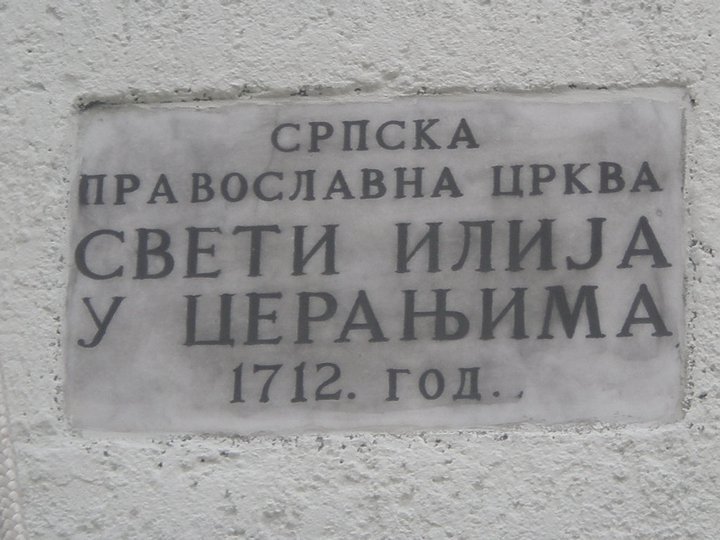 СРПСКА
ПРАВОСЛАВНА ЦРКВА
СВЕТИ ИЛИЈА
У ЦЕРАЊИМА
1712. ГОД..